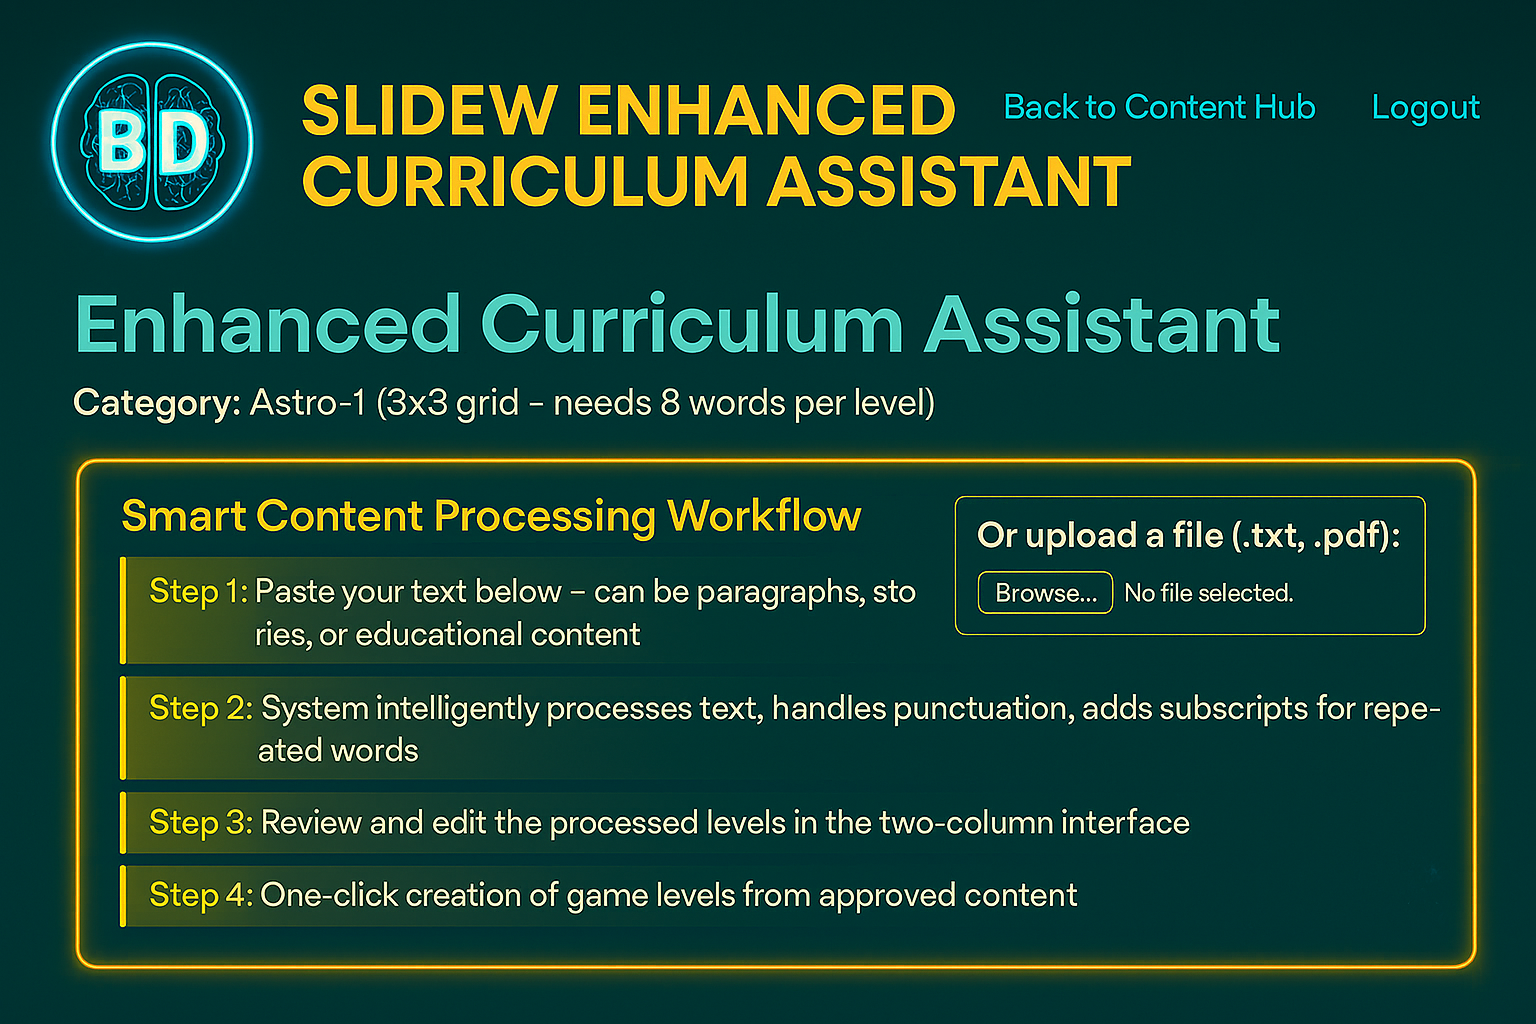 BD
SLIDEW ENHANCED
CURRICULUM ASSISTANT
Back to Content Hub
Logout
Enhanced Curriculum Assistant
Category: Astro-1 (3x3 grid – needs 8 words per level)
Smart Content Processing Workflow
Step 1: Paste your text below – can be paragraphs, sto
ries, or educational content
Or upload a file (.txt, .pdf):
Browse... No file selected.
Step 2: System intelligently processes text, handles punctuation, adds subscripts for repe-
ated words
Step 3: Review and edit the processed levels in the two-column interface
Step 4: One-click creation of game levels from approved content